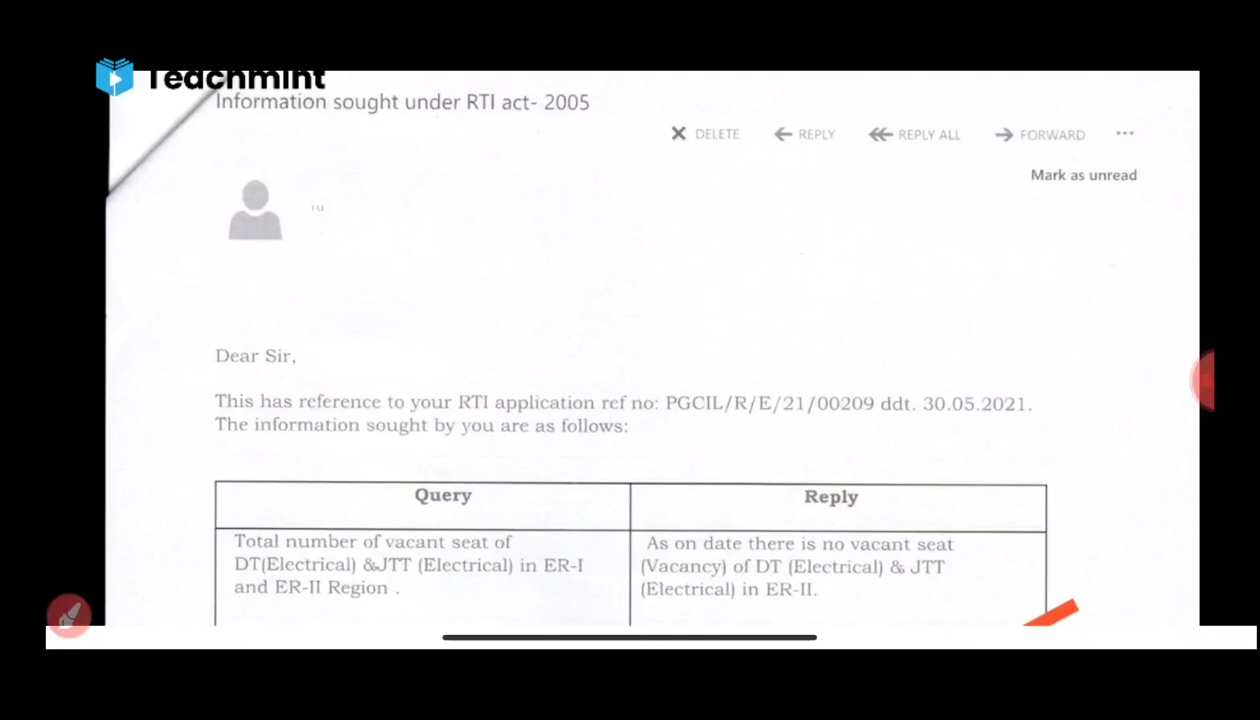 Teachmint
Information sought under RTI act- 2005
DELETE REPLY REPLY ALL FORWARD
Mark as unread
Dear Sir,
This has reference to your RTI application ref no: PGCIL/R/E/21/00209 ddt. 30.05.2021.
The information sought by you are as follows:
Query
Reply
Total number of vacant seat of
DT(Electrical) &JTT (Electrical) in ER-I
and ER-II Region .
As on date there is no vacant seat
(Vacancy) of DT (Electrical) & JTT
(Electrical) in ER-II.